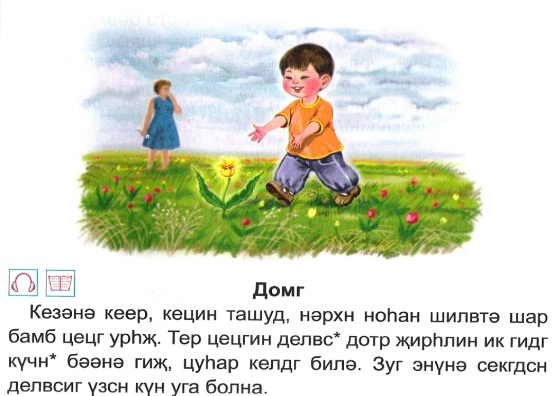 Домг
Кезәнә кеер, кецин ташуд, нәрхн ноһан шилвтә шар
бамб цецг урһҗ. Тер цецгин делвс* дотр җирһлин ик гидг
күчн* бәәнә гиҗ, цуһар келдг билә. Зуг энүнә секгдсн
делвсиг үзсн күн уга болна.